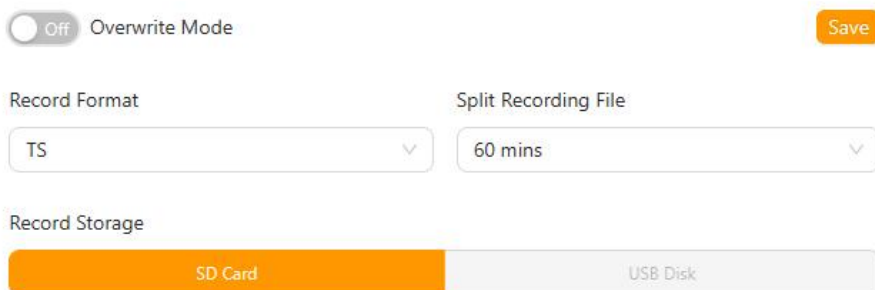 Off Overwrite Mode Save
Record Format Split Recording File
TS 60 mins
Record Storage
SD Card USB Disk